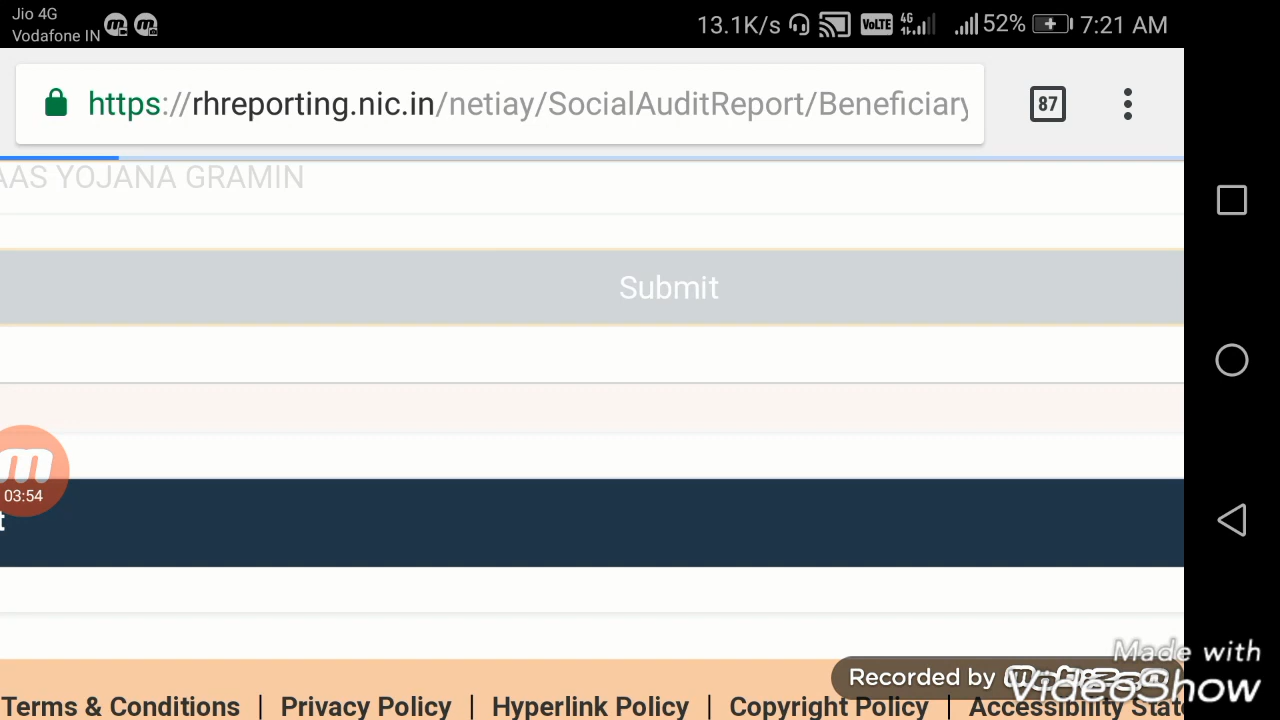 Jio 4G
Vodafone IN
13.1K/s VoLTE 4G 52% 7:21 AM
https://rhreporting.nic.in/netiay/SocialAuditReport/Beneficiary
87
AAS YOJANA GRAMIN
Submit
03:54
t
Made with
Recorded by
VideoShow
Terms & Conditions | Privacy Policy | Hyperlink Policy | Copyright Policy | Accessibility State